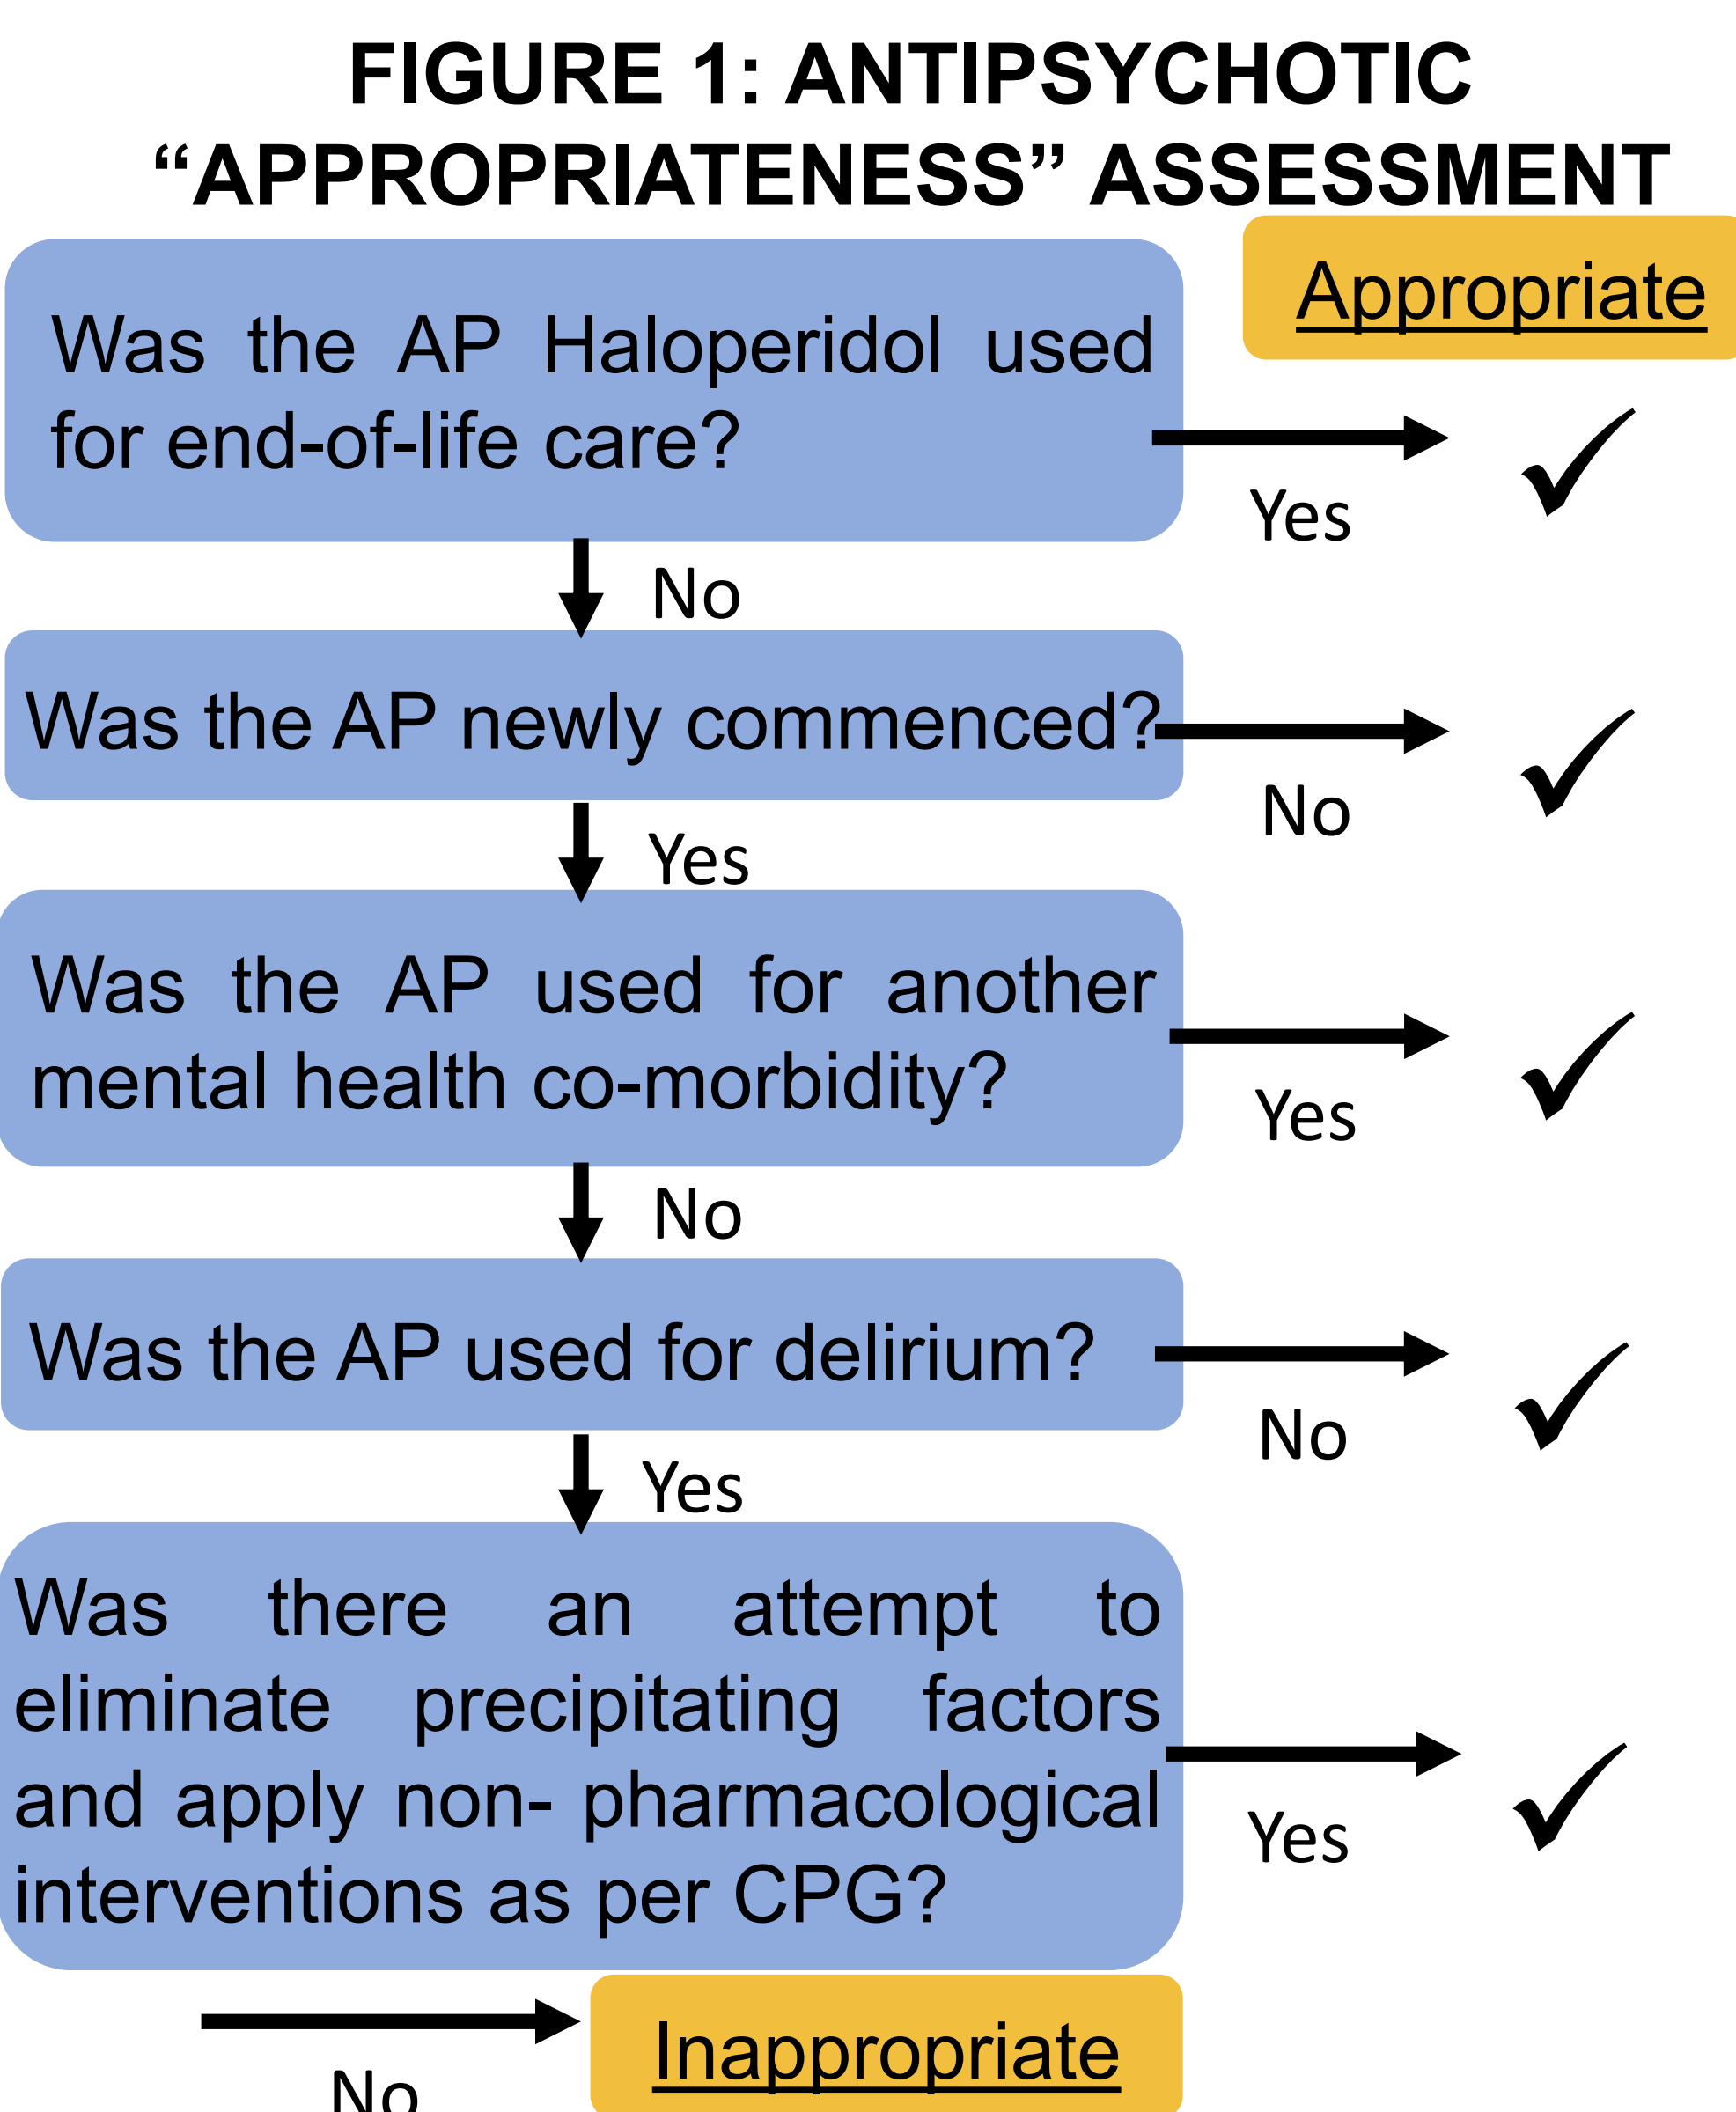 FIGURE 1: ANTIPSYCHOTIC
“APPROPRIATENESS” ASSESSMENT
Appropriate
Was the AP Haloperidol used
for end-of-life care?
Yes
No
Was the AP newly commenced?
No
Yes
Was the AP used for another
mental health co-morbidity?
Yes
No
Was the AP used for delirium?
No
Yes
Was there an attempt to
eliminate precipitating factors
and apply non- pharmacological
interventions as per CPG?
Yes
Inappropriate
No